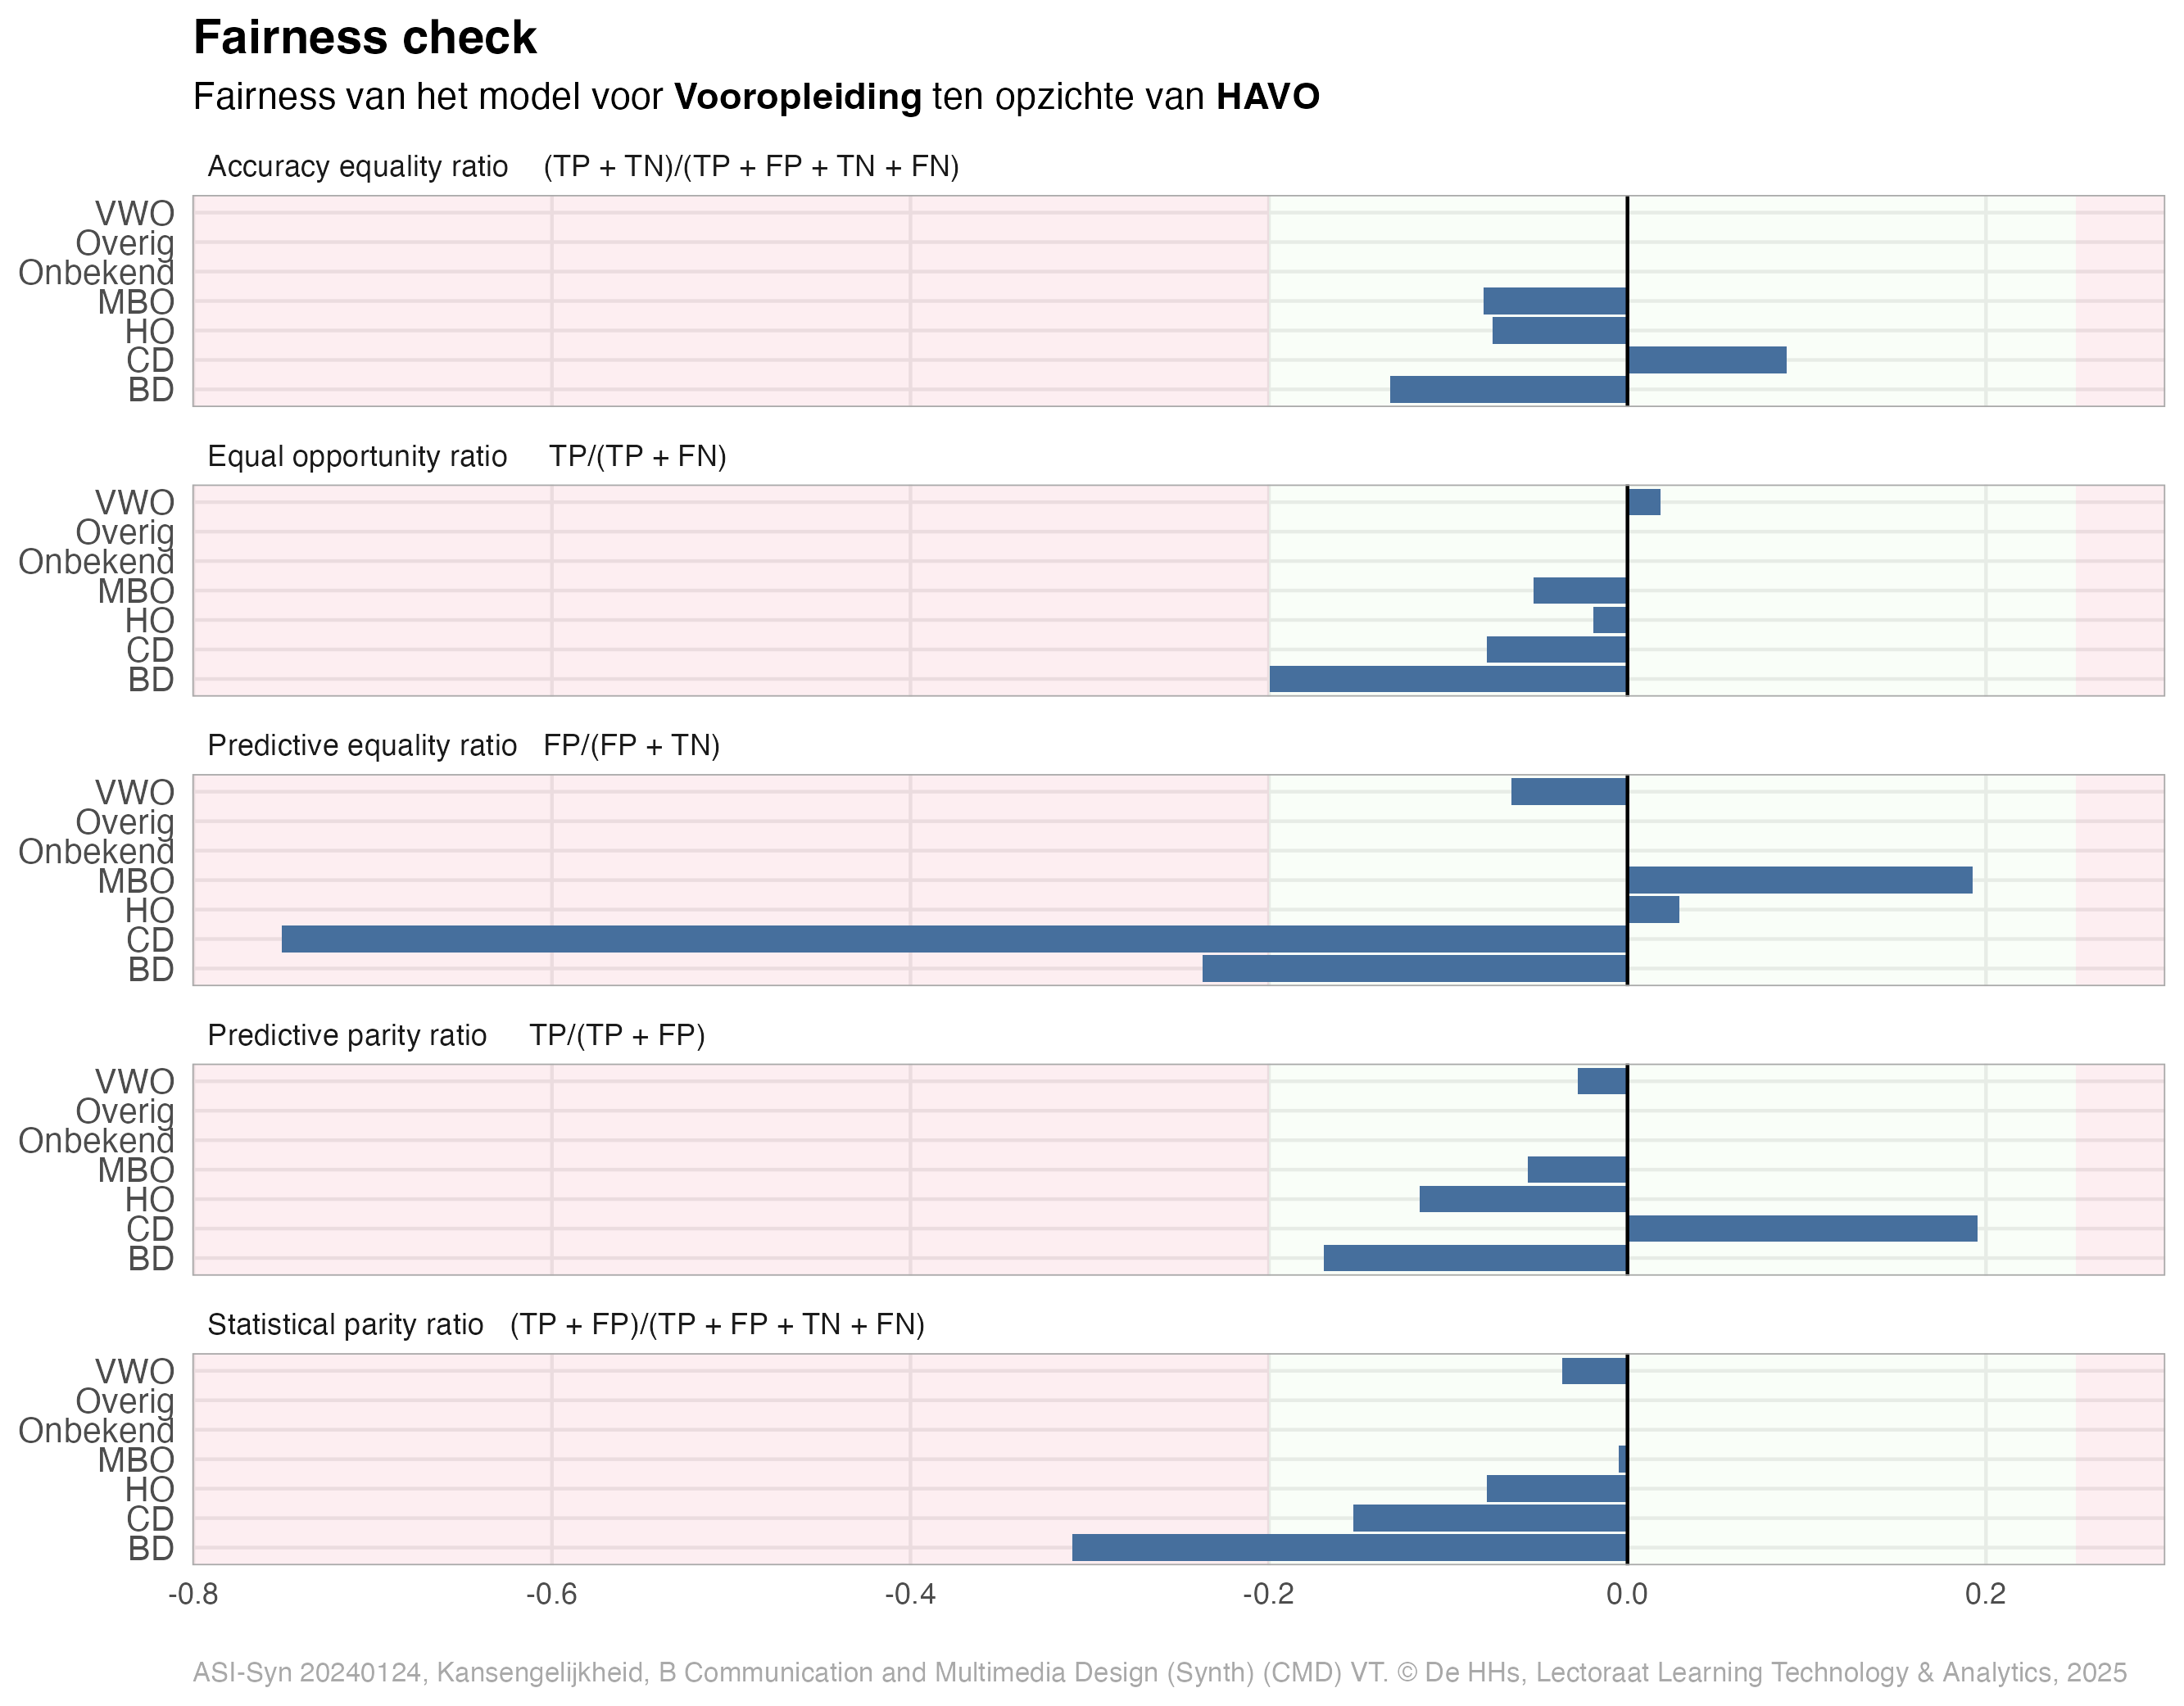 Fairness check
Fairness van het model voor Vooropleiding ten opzichte van HAVO
Accuracy equality ratio (TP + TN)/(TP + FP + TN + FN)
VWO
Overig
Onbekend
MBO
HO
CD
BD
Equal opportunity ratio TP/(TP + FN)
VWO
Overig
Onbekend
MBO
HO
CD
BD
Predictive equality ratio FP/(FP + TN)
VWO
Overig
Onbekend
MBO
HO
CD
BD
Predictive parity ratio TP/(TP + FP)
VWO
Overig
Onbekend
MBO
HO
CD
BD
Statistical parity ratio (TP + FP)/(TP + FP + TN + FN)
VWO
Overig
Onbekend
MBO
HO
CD
BD
-0.8 -0.6 -0.4 -0.2 0.0 0.2
ASI-Syn 20240124, Kansengelijkheid, B Communication and Multimedia Design (Synth) (CMD) VT. © De HHs, Lectoraat Learning Technology & Analytics, 2025